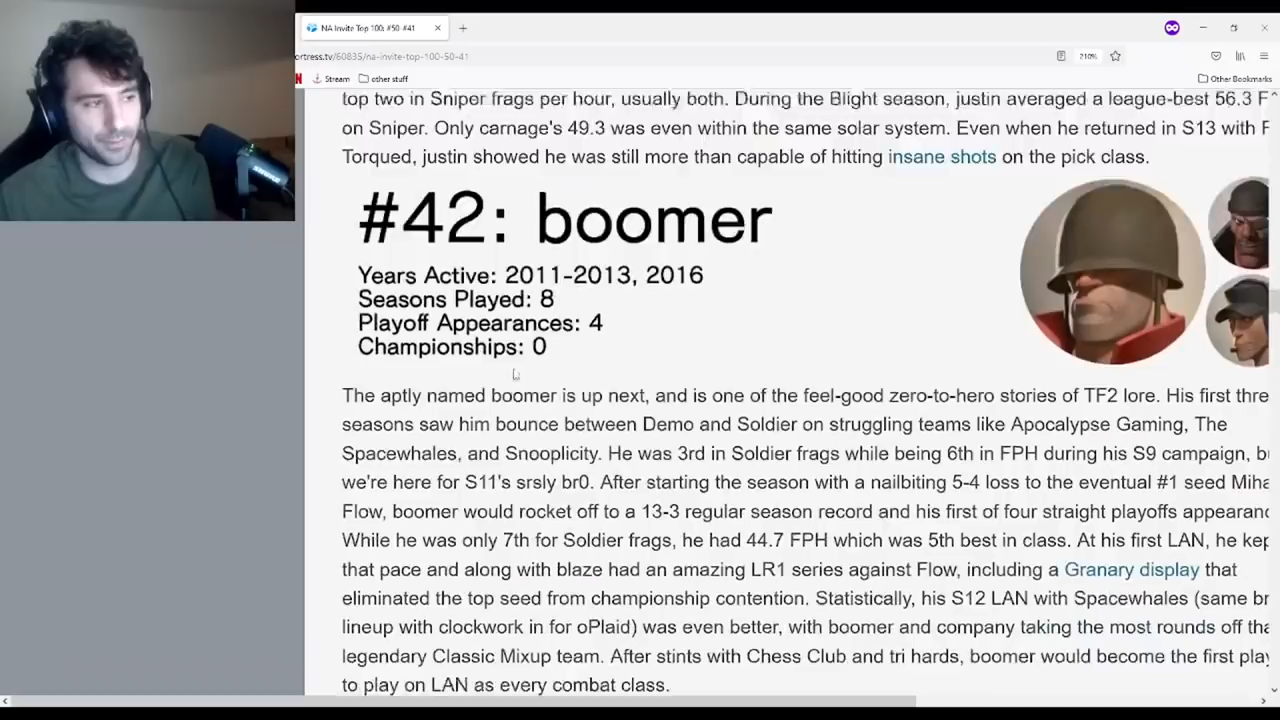 NA Invite Top 100: #50-#41
ortress.tv/60835/na-invite-top-100-50-41
210%
Stream
other stuff
Other Bookmarks
top two in Sniper frags per hour, usually both. During the Blight season, justin averaged a league-best 56.3 F
on Sniper. Only carnage's 49.3 was even within the same solar system. Even when he returned in S13 with F
Torqued, justin showed he was still more than capable of hitting insane shots on the pick class.
#42: boomer
Years Active: 2011-2013, 2016
Seasons Played: 8
Playoff Appearances: 4
Championships: 0
The aptly named boomer is up next, and is one of the feel-good zero-to-hero stories of TF2 lore. His first thre
seasons saw him bounce between Demo and Soldier on struggling teams like Apocalypse Gaming, The
Spacewhales, and Snooplicity. He was 3rd in Soldier frags while being 6th in FPH during his S9 campaign, bu
we're here for S11's srsly br0. After starting the season with a nailbiting 5-4 loss to the eventual #1 seed Miha
Flow, boomer would rocket off to a 13-3 regular season record and his first of four straight playoffs appearanc
While he was only 7th for Soldier frags, he had 44.7 FPH which was 5th best in class. At his first LAN, he kep
that pace and along with blaze had an amazing LR1 series against Flow, including a Granary display that
eliminated the top seed from championship contention. Statistically, his S12 LAN with Spacewhales (same br
lineup with clockwork in for oPlaid) was even better, with boomer and company taking the most rounds off tha
legendary Classic Mixup team. After stints with Chess Club and tri hards, boomer would become the first play
to play on LAN as every combat class.